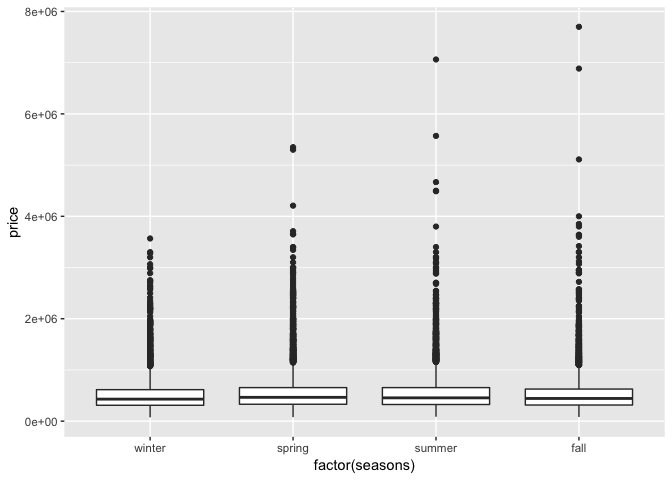 8e+06
6e+06
4e+06
2e+06
0e+00
price
winter spring summer fall
factor(seasons)